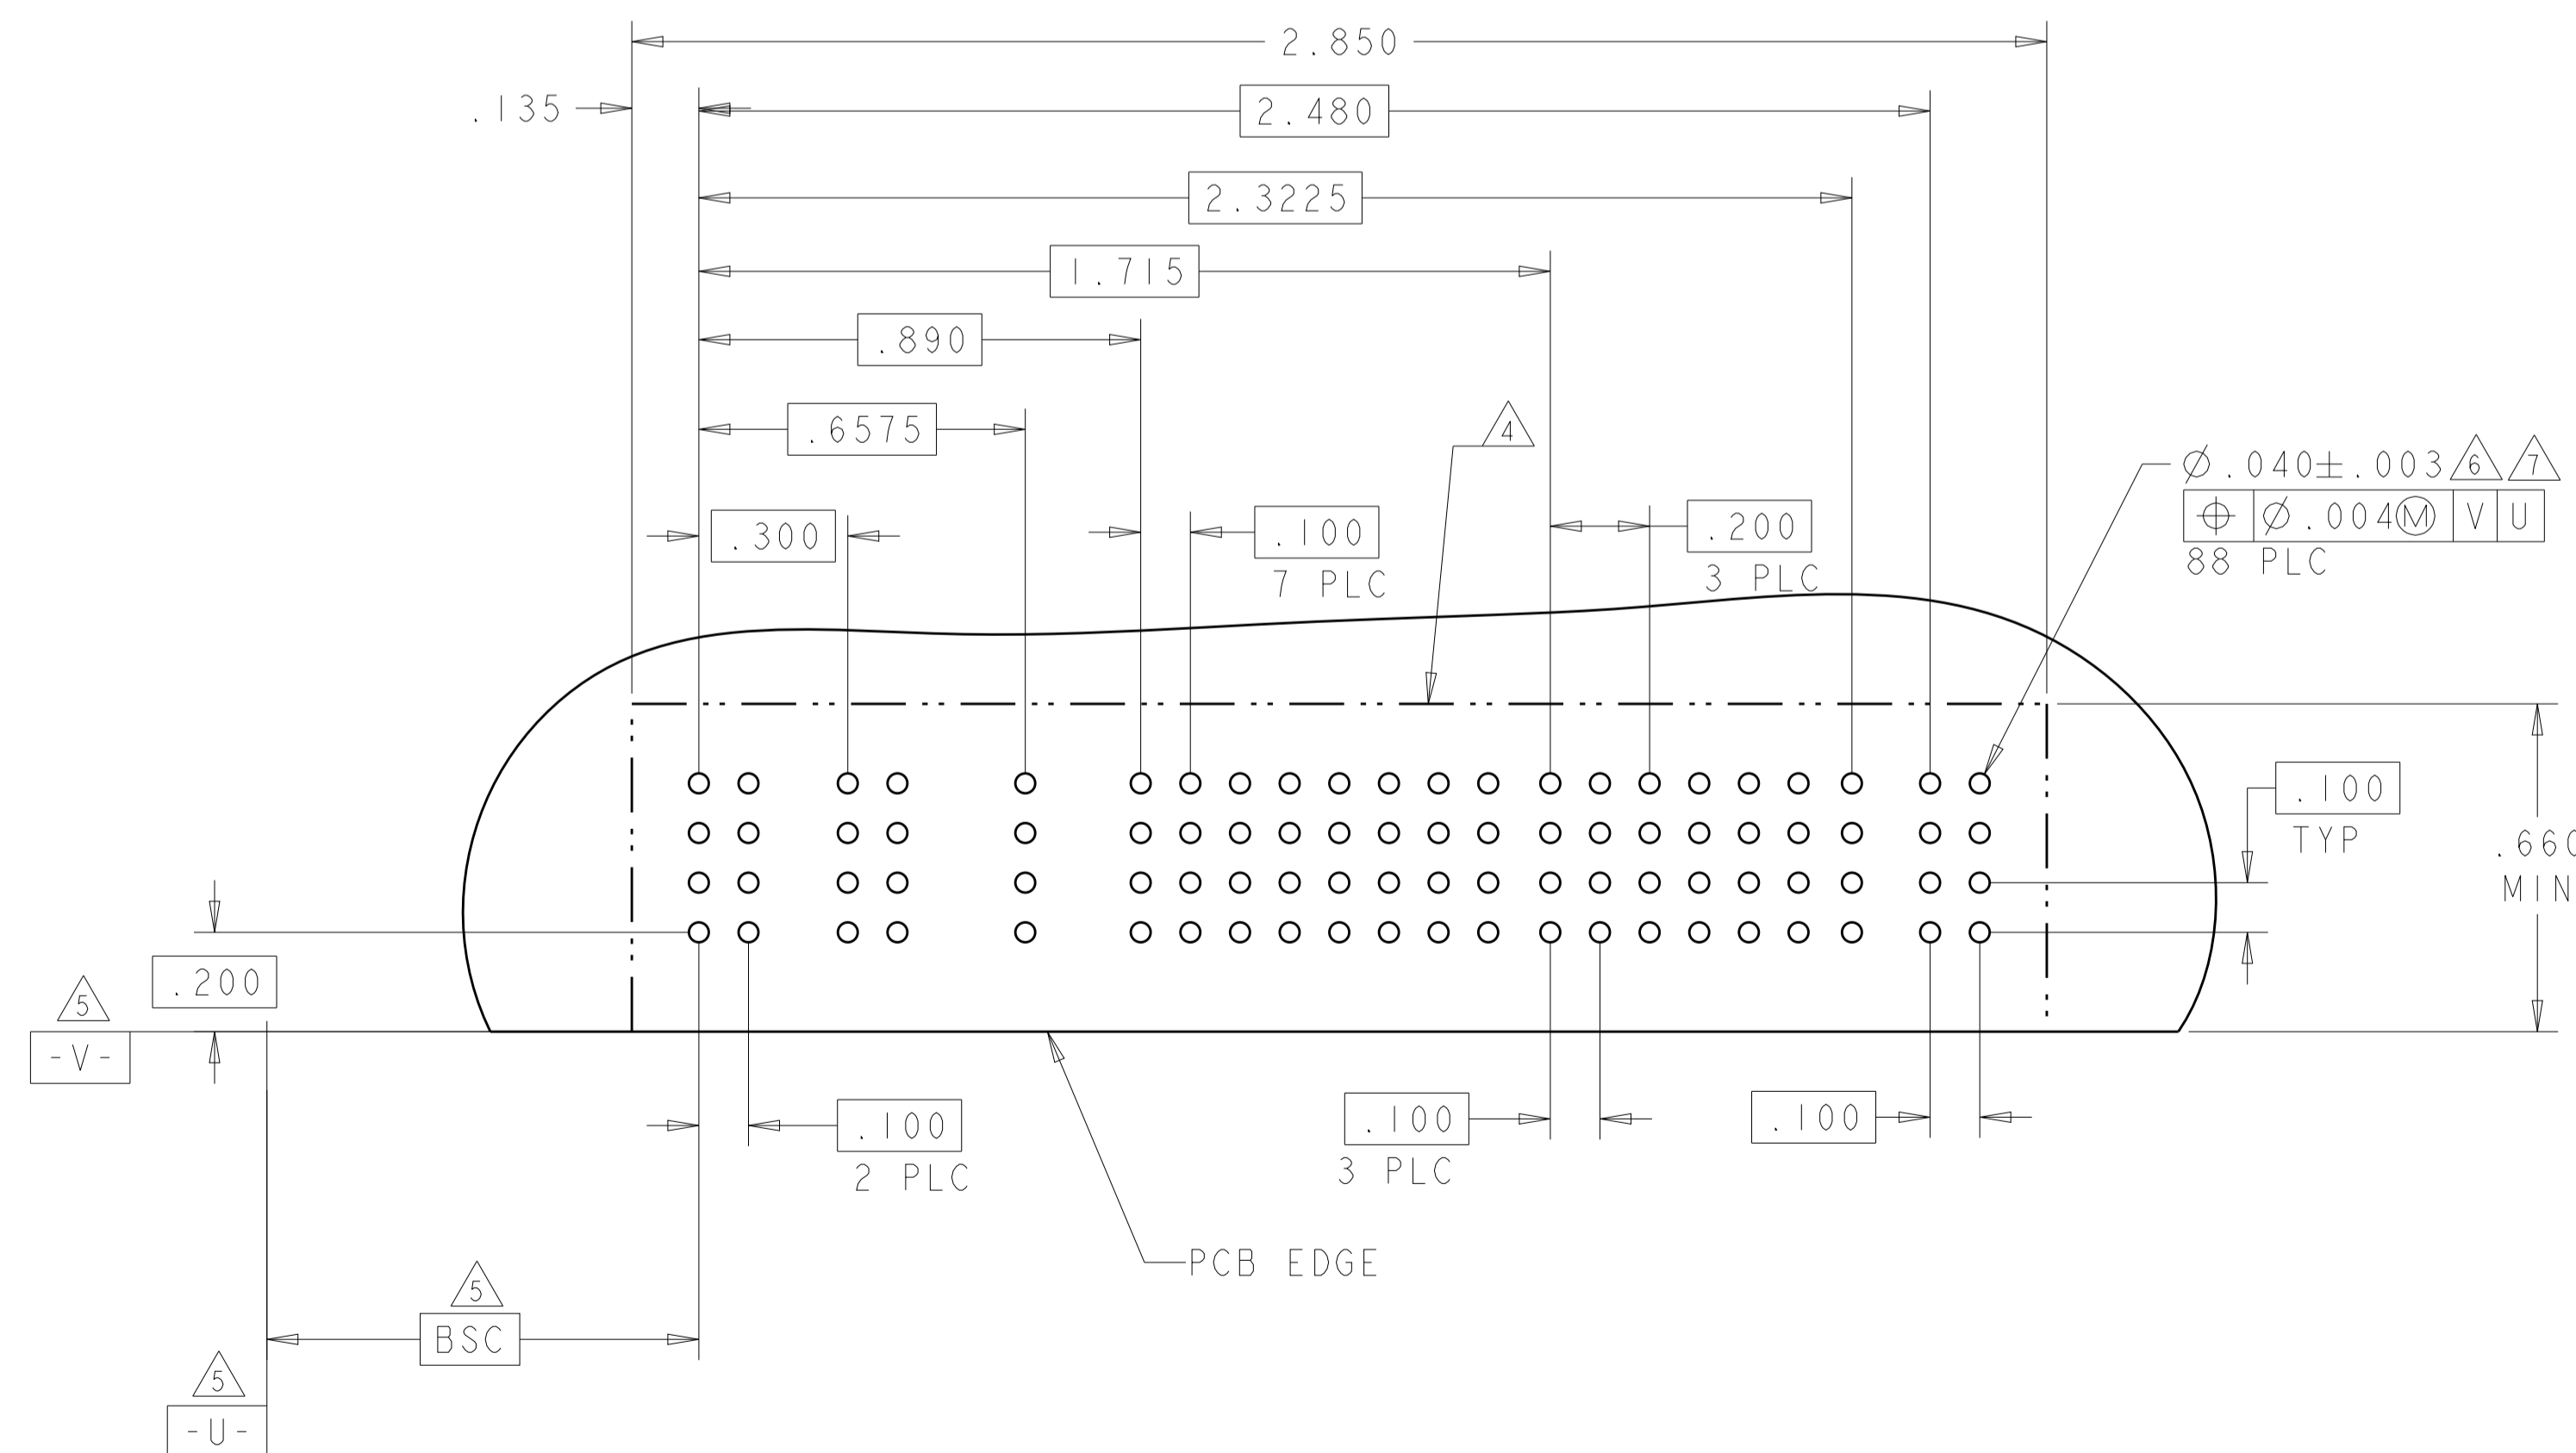 2.850
.135
2.480
2.3225
1.715
.890
.6575
4
Ø.040±.003 6 7
⌖ Ø.004Ⓜ V U
88 PLC
.300
.100
7 PLC
.200
3 PLC
.100
TYP
.660
MIN
.200
5
-V-
.100
2 PLC
.100
3 PLC
.100
PCB EDGE
5
BSC
5
-U-